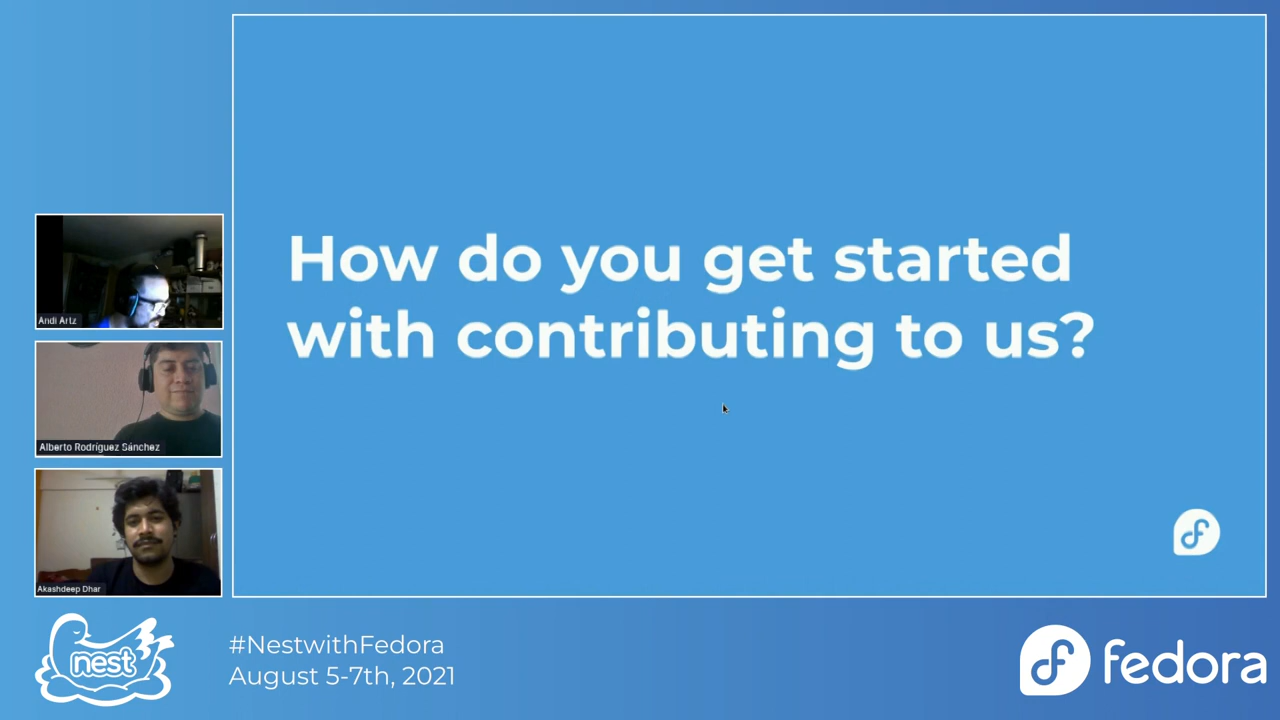 How do you get started
with contributing to us?
Andi Artz
Alberto Rodríguez Sánchez
Akashdeep Dhar
nest
#NestwithFedora
August 5-7th, 2021
fedora